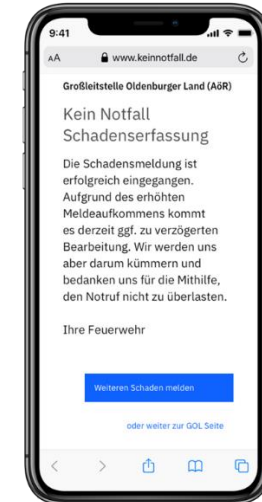 9:41
AA
www.keinnotfall.de
Großleitstelle Oldenburger Land (AöR)
Kein Notfall
Schadenserfassung
Die Schadensmeldung ist
erfolgreich eingegangen.
Aufgrund des erhöhten
Meldeaufkommens kommt
es derzeit ggf. zu verzögerten
Bearbeitung. Wir werden uns
aber darum kümmern und
bedanken uns für die Mithilfe,
den Notruf nicht zu überlasten.
Ihre Feuerwehr
Weiteren Schaden melden
oder weiter zur GOL Seite